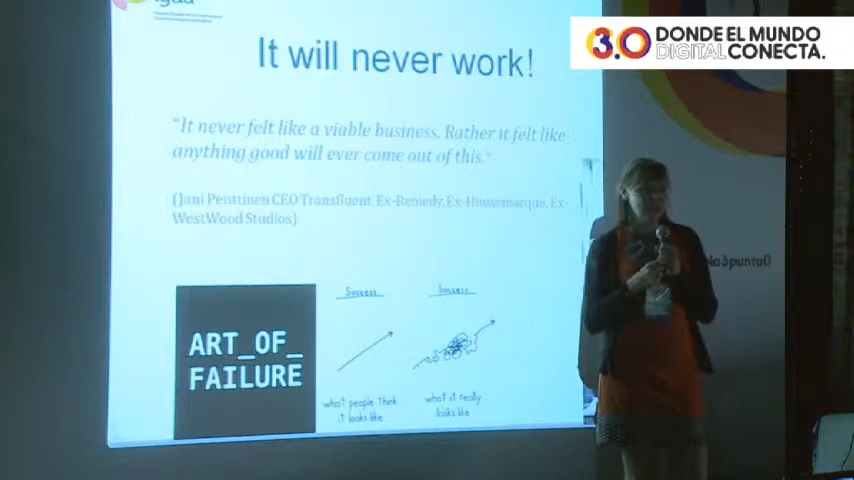 igda
3.0 DONDE EL MUNDO
DIGITAL CONECTA.
It will never work!
"It never felt like a viable business. Rather it felt like
anything good will ever come out of this."
(Jani Penttinen CEO Transfluent, Ex-Remedy, Ex-Housemarque, Ex-
WestWood Studios)
Success
Success
ART_OF_
FAILURE
what people think
it looks like
what it really
looks like
la3punto0